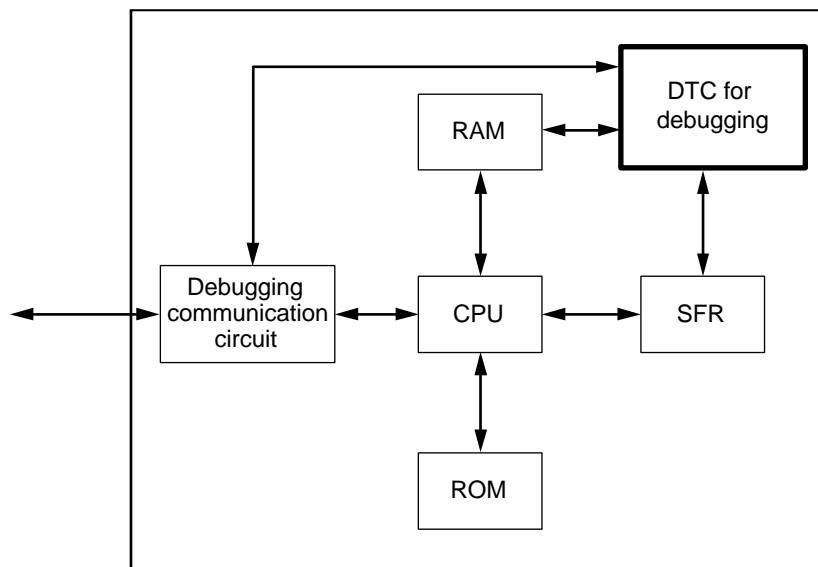 DTC for
debugging
RAM
Debugging
communication
circuit
CPU
SFR
ROM